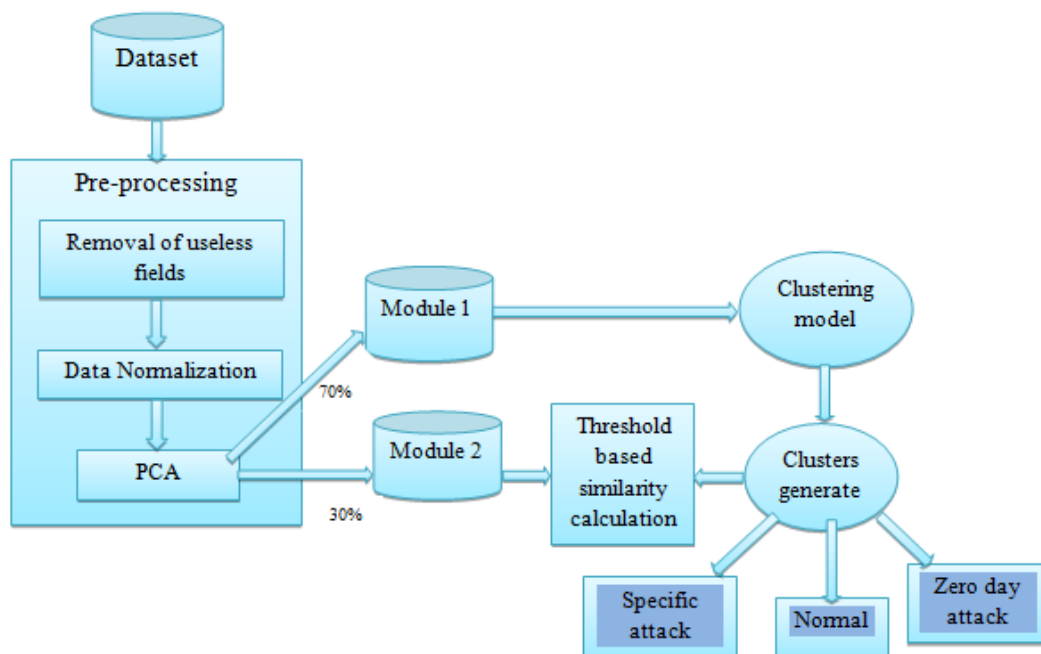 Dataset
Pre-processing
Removal of useless
fields
Data Normalization
PCA
70%
30%
Module 1
Module 2
Clustering
model
Threshold
based
similarity
calculation
Clusters
generate
Specific
attack
Normal
Zero day
attack